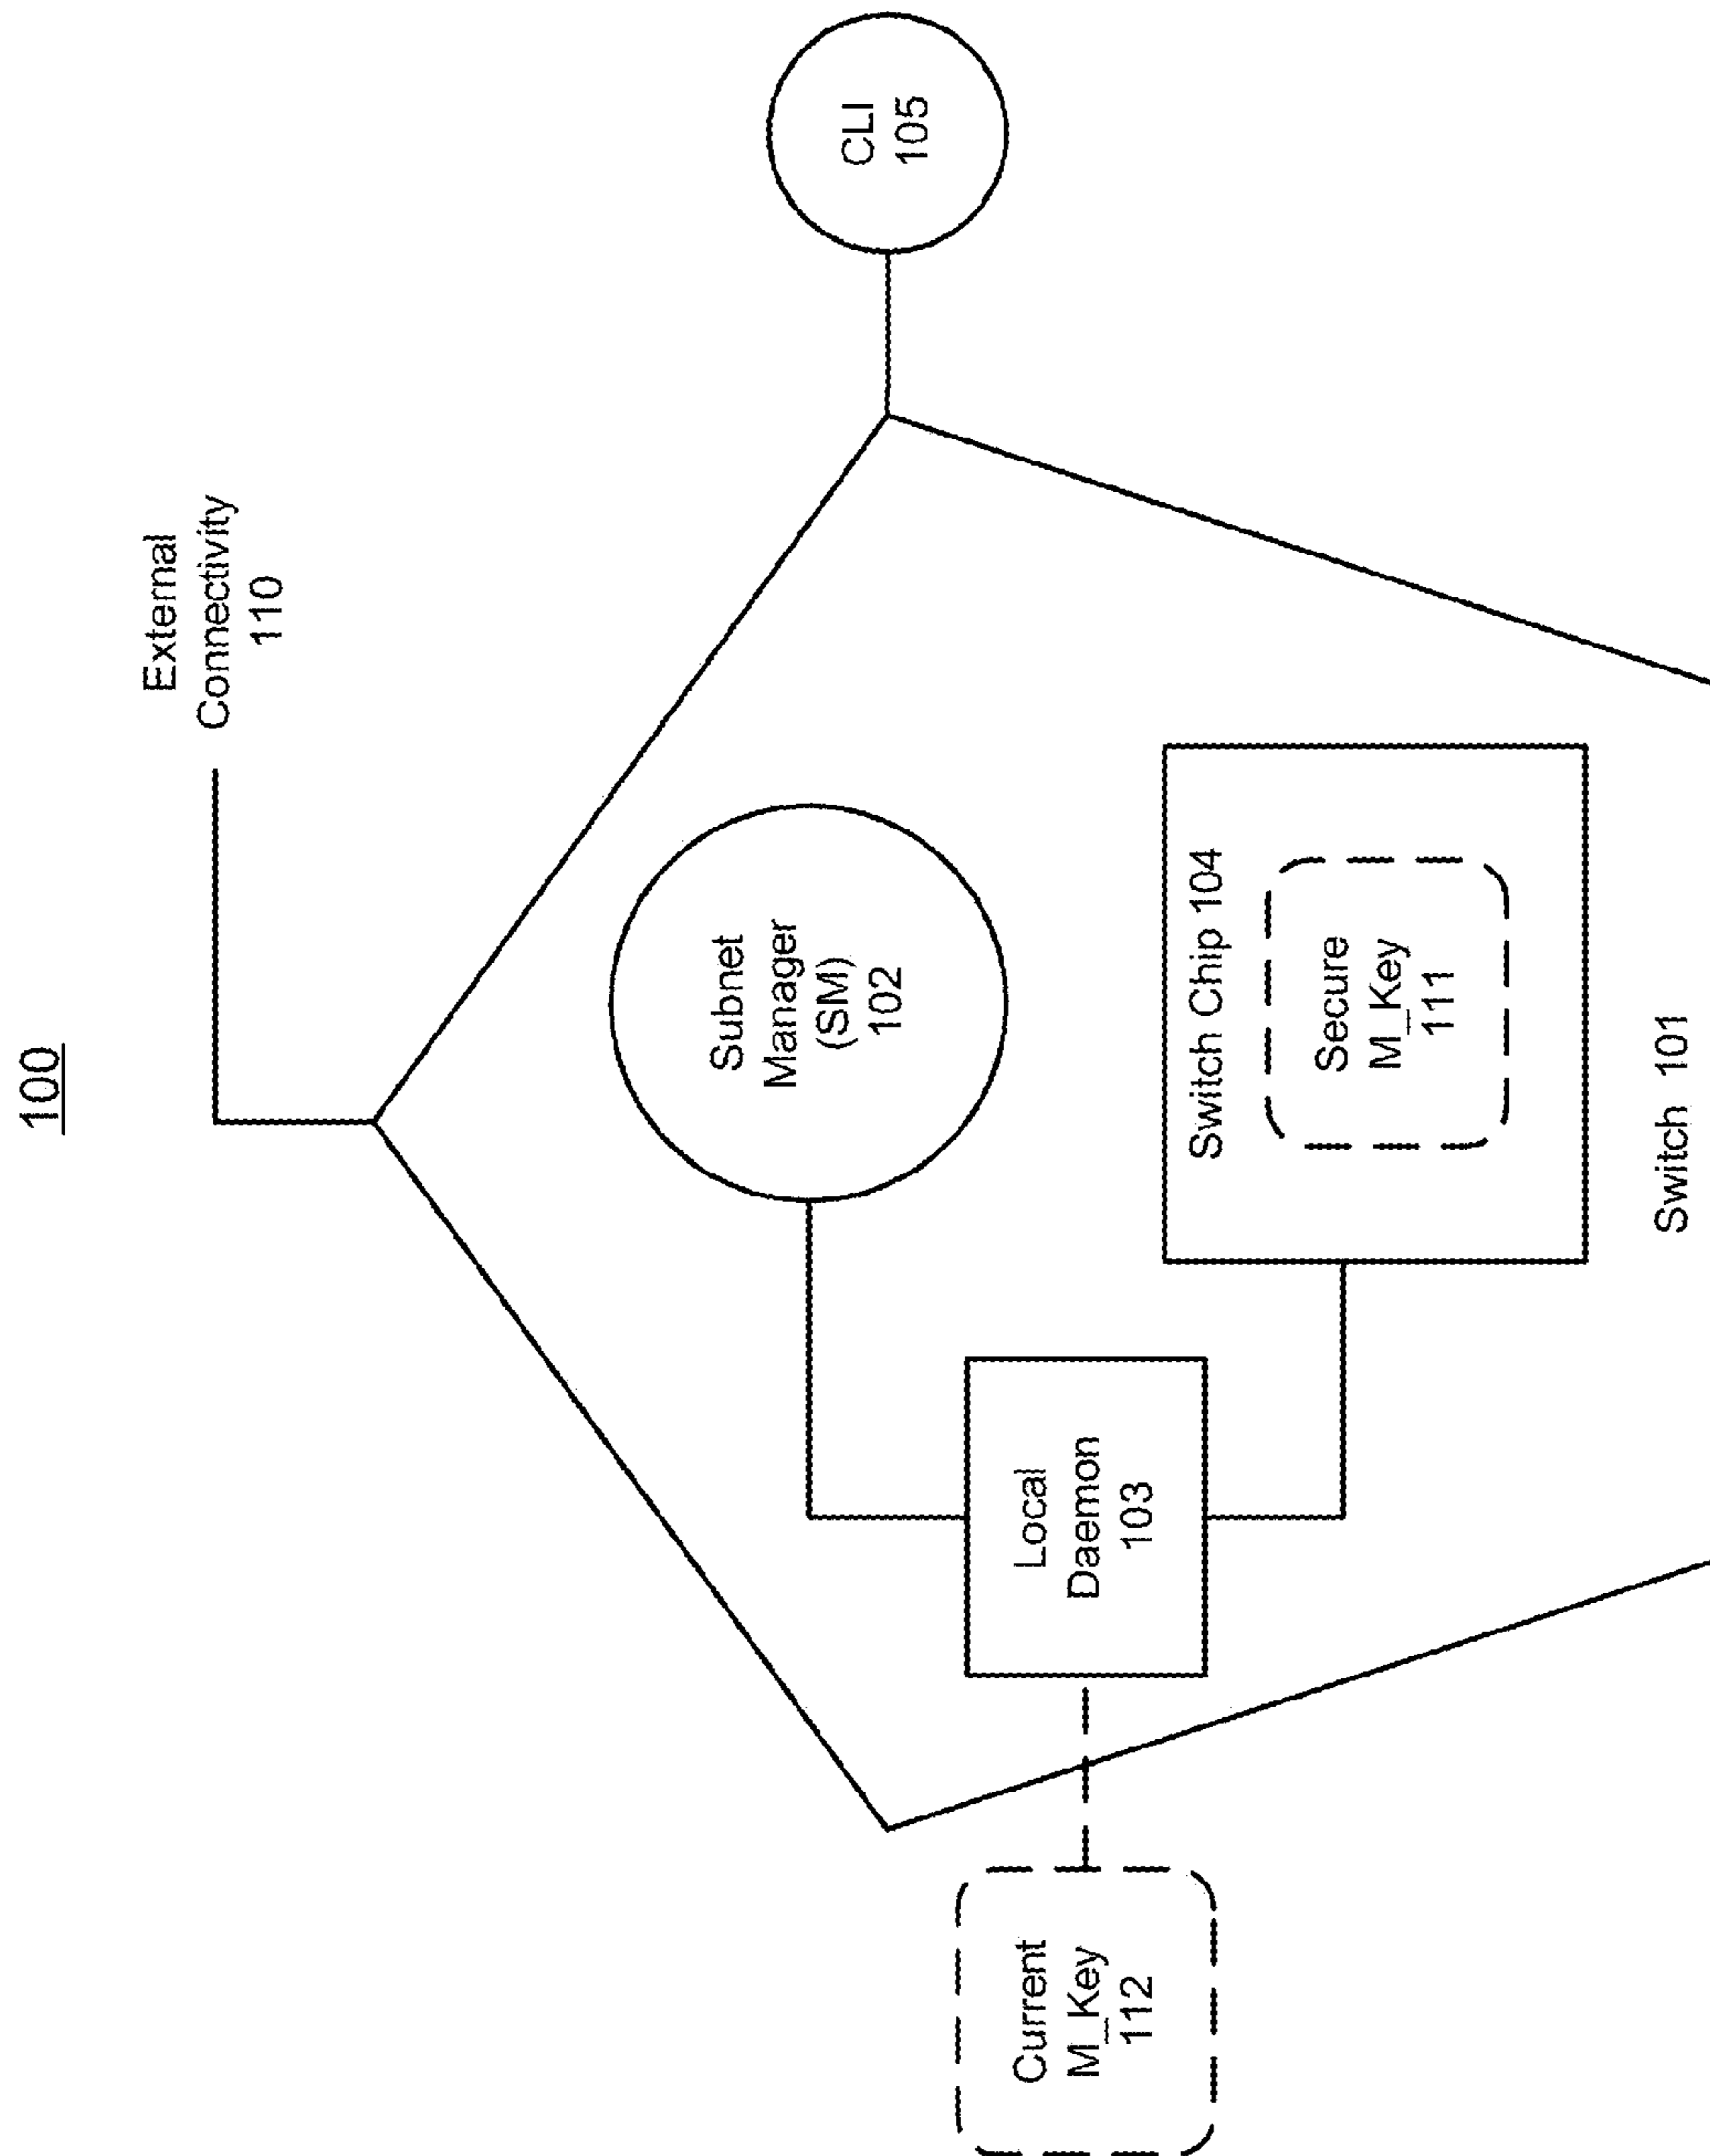 100
External
Connectivity
110
Subnet
Manager
(SM)
102
CLI
105
Current
M_Key
112
Local
Daemon
103
Switch Chip 104
Secure
M_Key
111
Switch 101